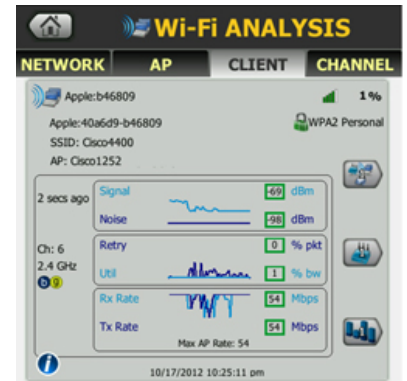 Wi-Fi ANALYSIS
NETWORK AP CLIENT CHANNEL
Apple:b46809 1 %
Apple:40a6d9-b46809 WPA2 Personal
SSID: Cisco4400
AP: Cisco1252
2 secs ago Signal -69 dBm
Noise -98 dBm
Ch: 6 Retry 0 % pkt
2.4 GHz Util 1 % bw
b g
Rx Rate 54 Mbps
Tx Rate 54 Mbps
Max AP Rate: 54
i 10/17/2012 10:25:11 pm